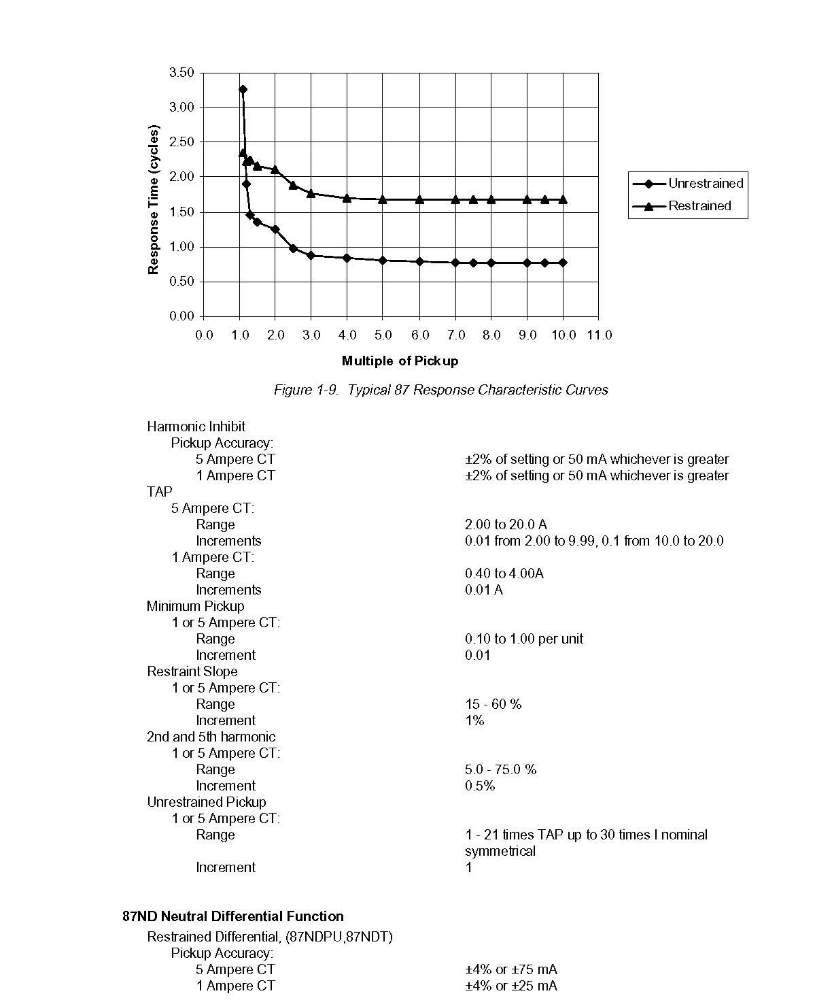 3.50
3.00
2.50
2.00
1.50
1.00
0.50
0.00
Response Time (cycles)
0.0 1.0 2.0 3.0 4.0 5.0 6.0 7.0 8.0 9.0 10.0 11.0
Multiple of Pickup
Unrestrained
Restrained
Figure 1-9. Typical 87 Response Characteristic Curves
Harmonic Inhibit
Pickup Accuracy:
5 Ampere CT ±2% of setting or 50 mA whichever is greater
1 Ampere CT ±2% of setting or 50 mA whichever is greater
TAP
5 Ampere CT:
Range 2.00 to 20.0 A
Increments 0.01 from 2.00 to 9.99, 0.1 from 10.0 to 20.0
1 Ampere CT:
Range 0.40 to 4.00A
Increments 0.01 A
Minimum Pickup
1 or 5 Ampere CT:
Range 0.10 to 1.00 per unit
Increment 0.01
Restraint Slope
1 or 5 Ampere CT:
Range 15 - 60 %
Increment 1%
2nd and 5th harmonic
1 or 5 Ampere CT:
Range 5.0 - 75.0 %
Increment 0.5%
Unrestrained Pickup
1 or 5 Ampere CT:
Range 1 - 21 times TAP up to 30 times I nominal
symmetrical
Increment 1
87ND Neutral Differential Function
Restrained Differential, (87NDPU,87NDT)
Pickup Accuracy:
5 Ampere CT ±4% or ±75 mA
1 Ampere CT ±4% or ±25 mA